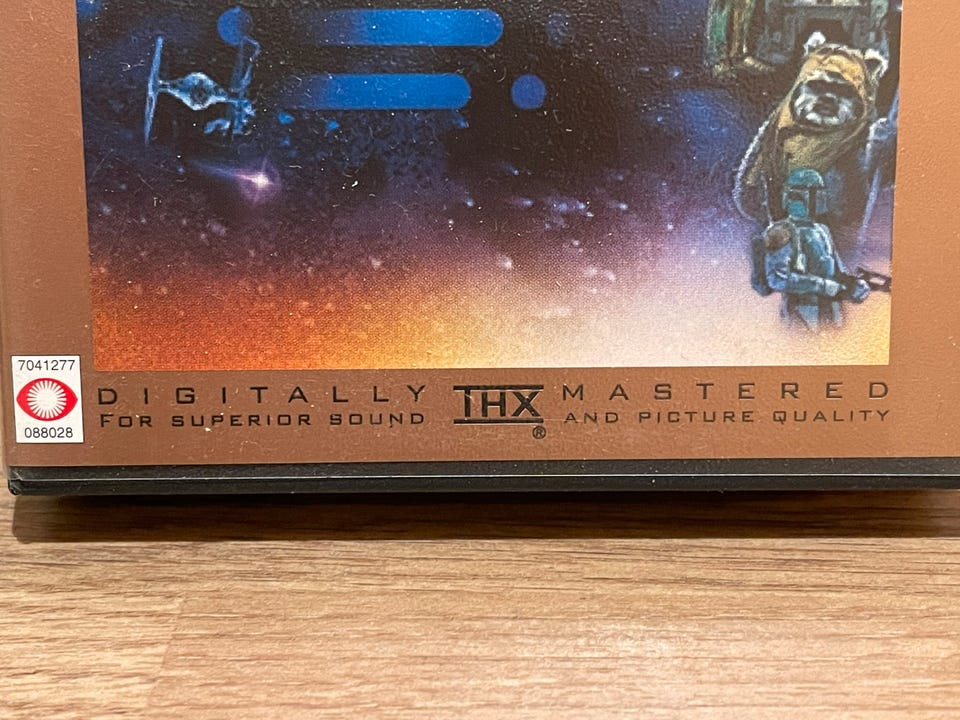 7041277
088028
DIGITALLY THX MASTERED
FOR SUPERIOR SOUND AND PICTURE QUALITY
®